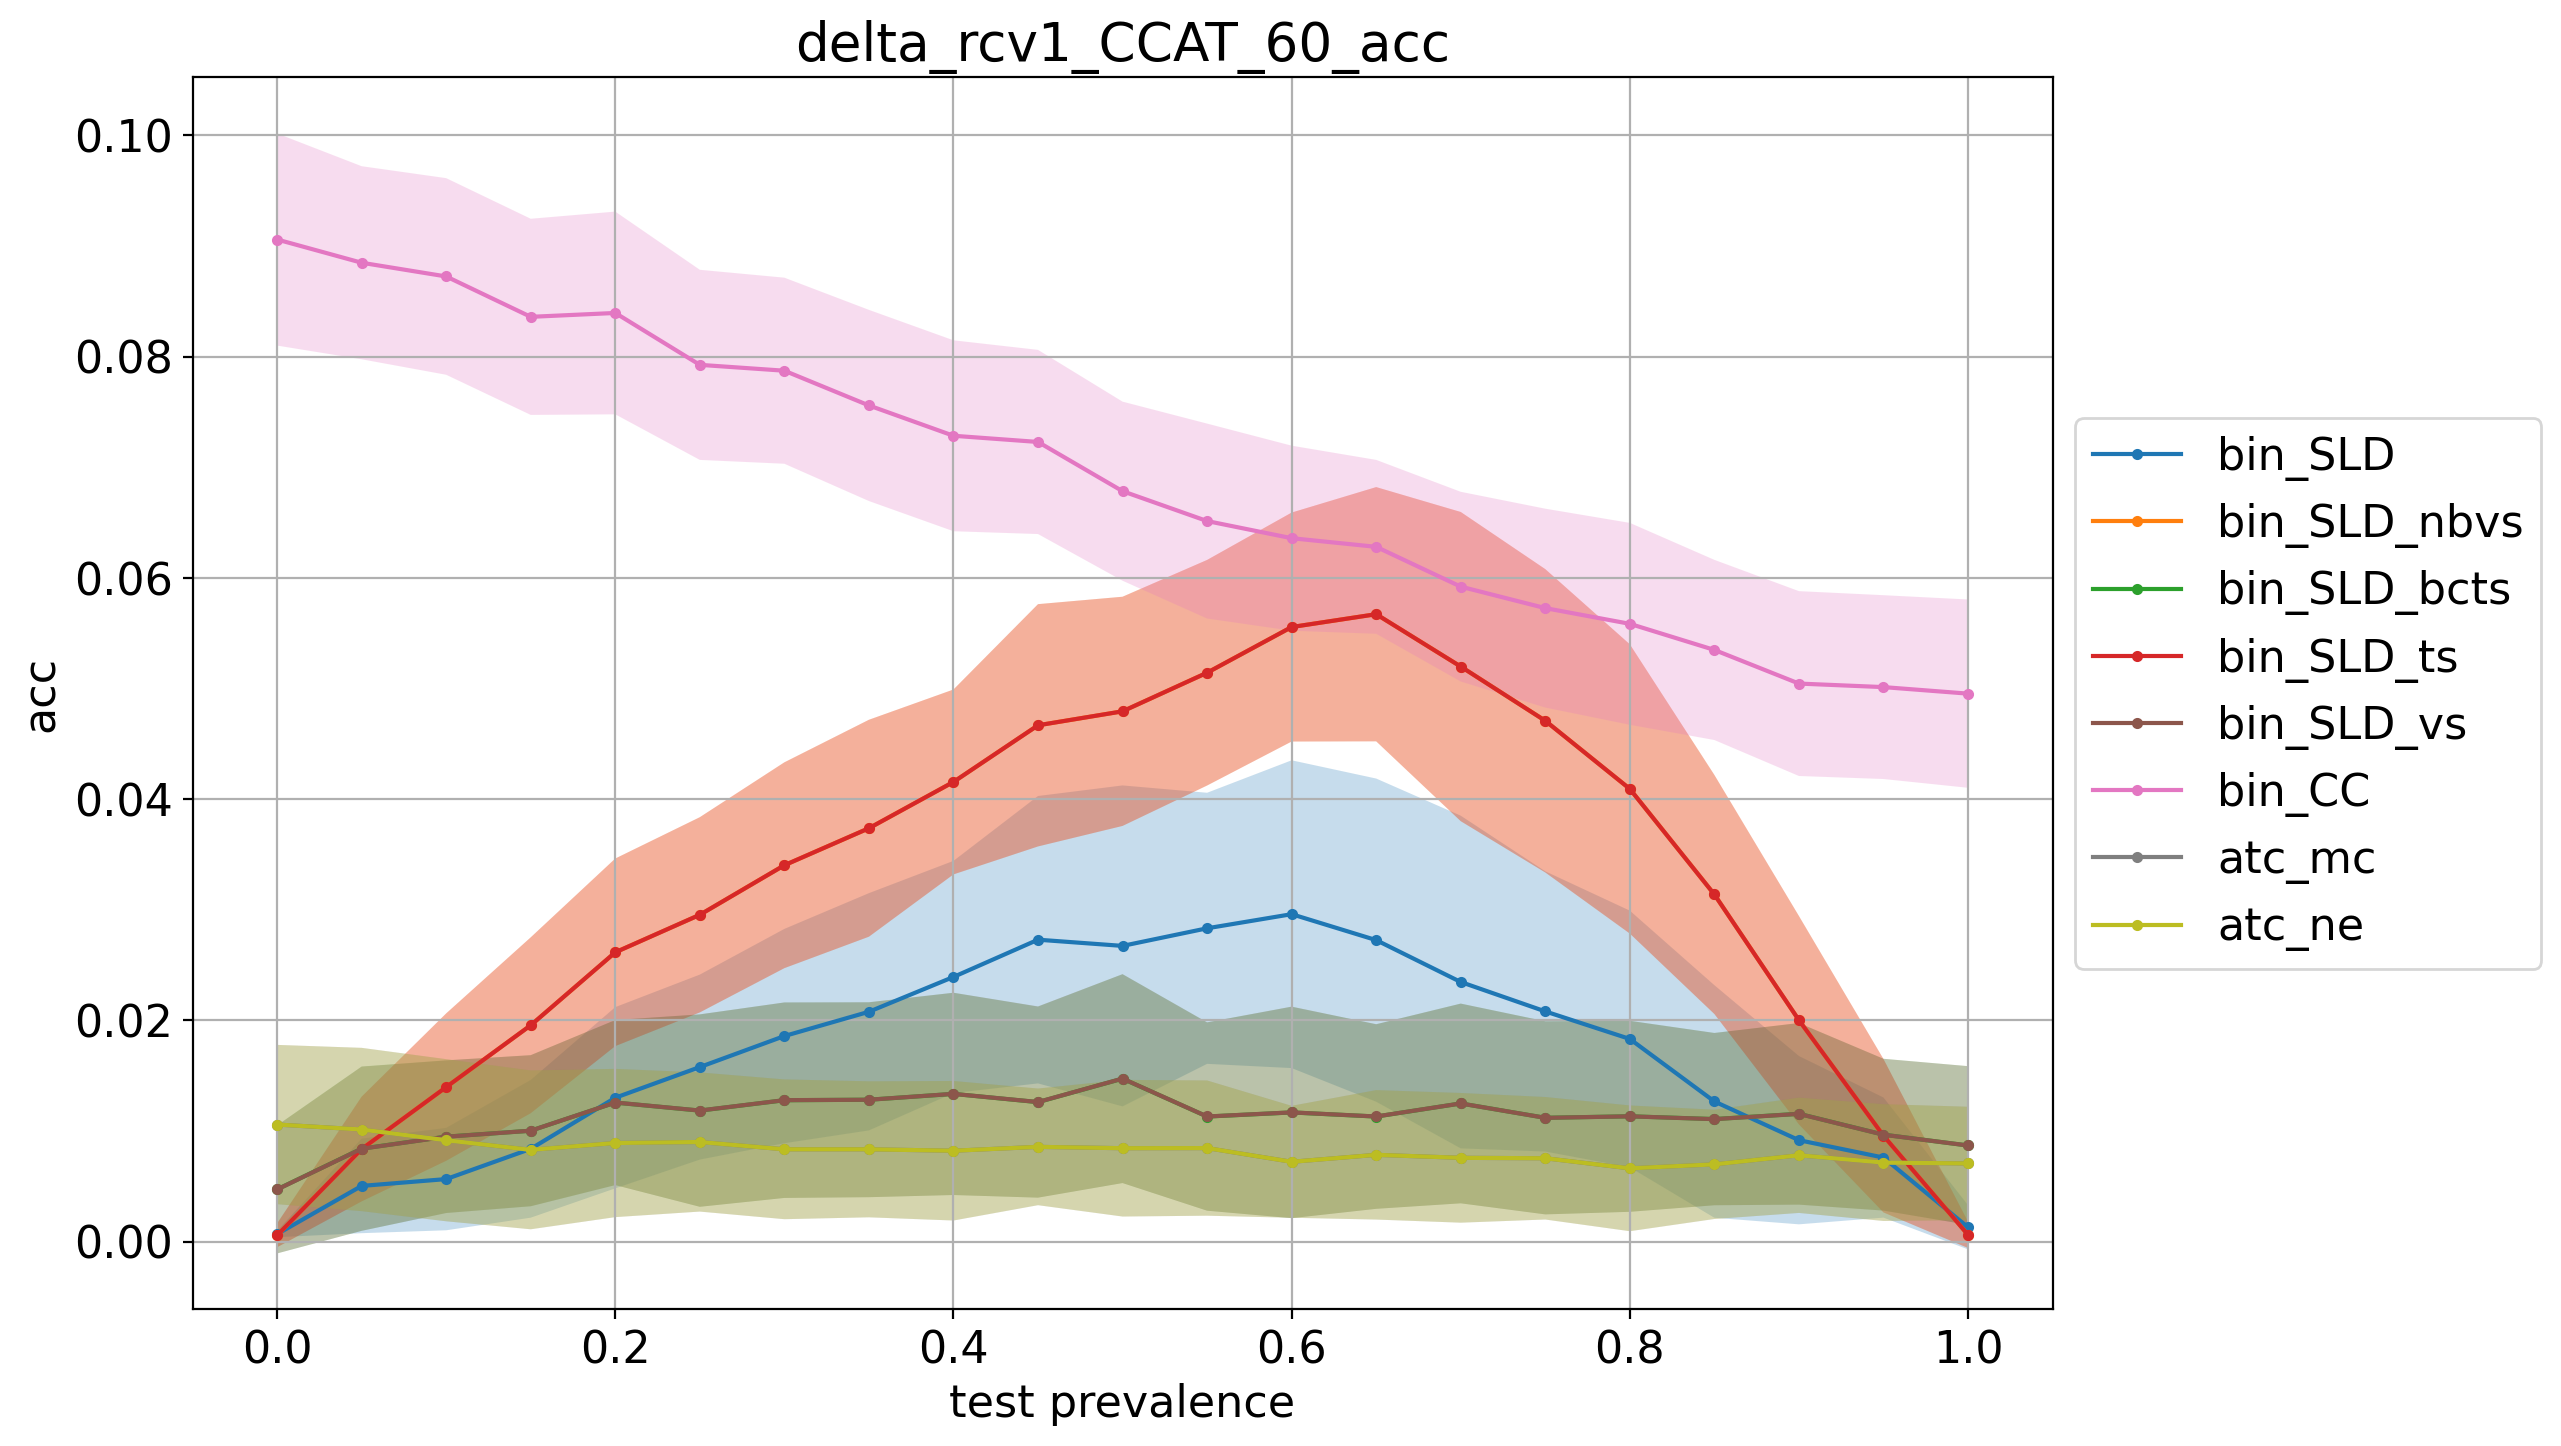 delta_rcv1_CCAT_60_acc
acc
0.10
0.08
0.06
0.04
0.02
0.00
0.0 0.2 0.4 0.6 0.8 1.0
test prevalence
bin_SLD
bin_SLD_nbvs
bin_SLD_bcts
bin_SLD_ts
bin_SLD_vs
bin_CC
atc_mc
atc_ne